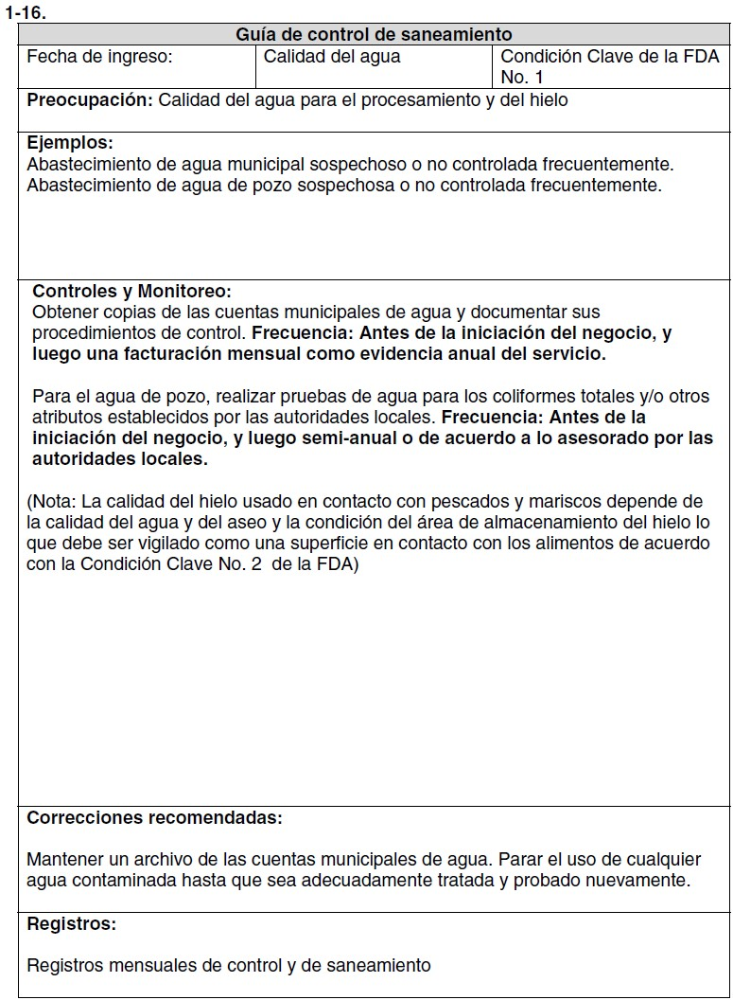 1-16.
Guía de control de saneamiento
Fecha de ingreso:
Calidad del agua
Condición Clave de la FDA
No. 1
Preocupación: Calidad del agua para el procesamiento y del hielo
Ejemplos:
Abastecimiento de agua municipal sospechoso o no controlada frecuentemente.
Abastecimiento de agua de pozo sospechosa o no controlada frecuentemente.
Controles y Monitoreo:
Obtener copias de las cuentas municipales de agua y documentar sus
procedimientos de control. Frecuencia: Antes de la iniciación del negocio, y
luego una facturación mensual como evidencia anual del servicio.
Para el agua de pozo, realizar pruebas de agua para los coliformes totales y/o otros
atributos establecidos por las autoridades locales. Frecuencia: Antes de la
iniciación del negocio, y luego semi-anual o de acuerdo a lo asesorado por las
autoridades locales.
(Nota: La calidad del hielo usado en contacto con pescados y mariscos depende de
la calidad del agua y del aseo y la condición del área de almacenamiento del hielo lo
que debe ser vigilado como una superficie en contacto con los alimentos de acuerdo
con la Condición Clave No. 2 de la FDA)
Correcciones recomendadas:
Mantener un archivo de las cuentas municipales de agua. Parar el uso de cualquier
agua contaminada hasta que sea adecuadamente tratada y probado nuevamente.
Registros:
Registros mensuales de control y de saneamiento